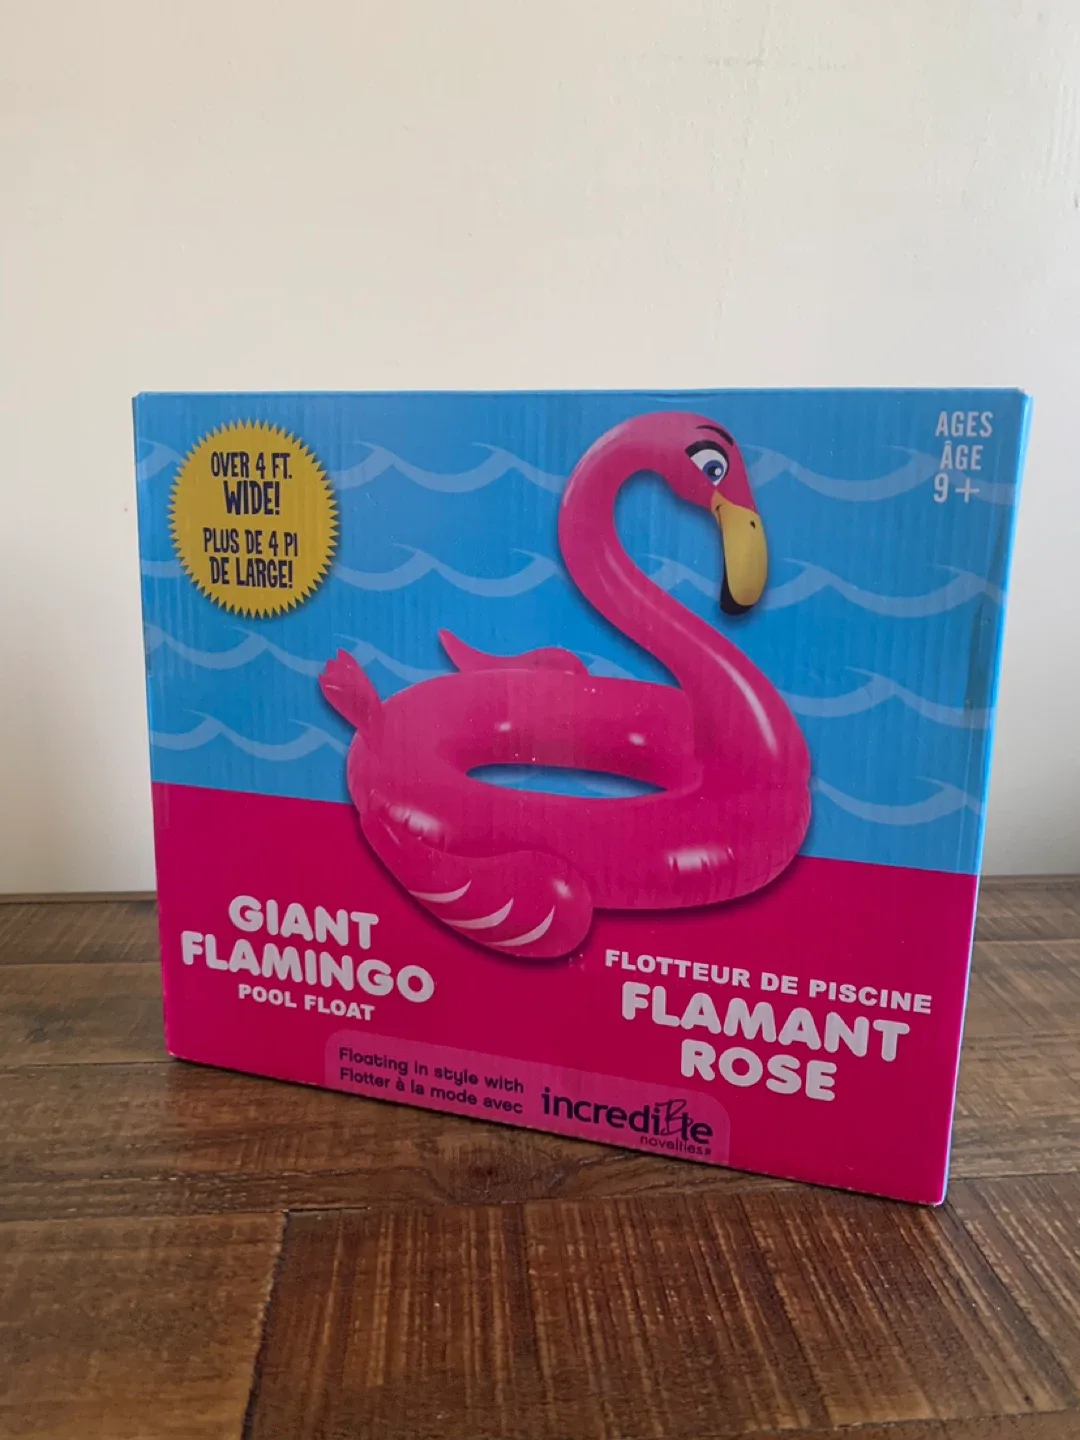 OVER 4 FT.
WIDE!
PLUS DE 4 PI
DE LARGE!
AGES
ÂGE
9+
GIANT
FLAMINGO
POOL FLOAT
FLOTTEUR DE PISCINE
FLAMANT
ROSE
Floating in style with
Flotter à la mode avec
incredible
novelties